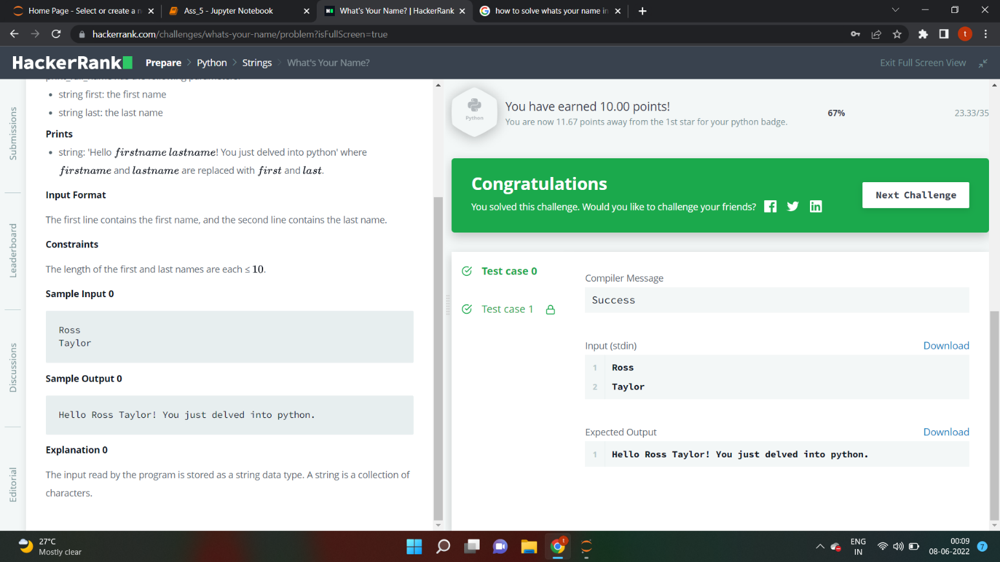 Home Page - Select or create a n
Ass_5 - Jupyter Notebook
What's Your Name? | HackerRank
how to solve whats your name in
hackerrank.com/challenges/whats-your-name/problem?isFullScreen=true
t
HackerRank
Prepare > Python > Strings > What's Your Name?
Exit Full Screen View
Submissions
Leaderboard
Discussions
Editorial
print_full_name has the following parameters:
• string first: the first name
• string last: the last name
Prints
• string: 'Hello firstname lastname! You just delved into python' where
firstname and lastname are replaced with first and last.
Input Format
The first line contains the first name, and the second line contains the last name.
Constraints
The length of the first and last names are each ≤ 10.
Sample Input 0
Ross
Taylor
Sample Output 0
Hello Ross Taylor! You just delved into python.
Explanation 0
The input read by the program is stored as a string data type. A string is a collection of
characters.
Python
You have earned 10.00 points!
You are now 11.67 points away from the 1st star for your python badge.
67%
23.33/35
Congratulations
You solved this challenge. Would you like to challenge your friends?
Next Challenge
Test case 0
Test case 1
Compiler Message
Success
Input (stdin)
Download
1 Ross
2 Taylor
Expected Output
Download
1 Hello Ross Taylor! You just delved into python.
27°C
Mostly clear
t
ENG
IN
00:09
08-06-2022
7